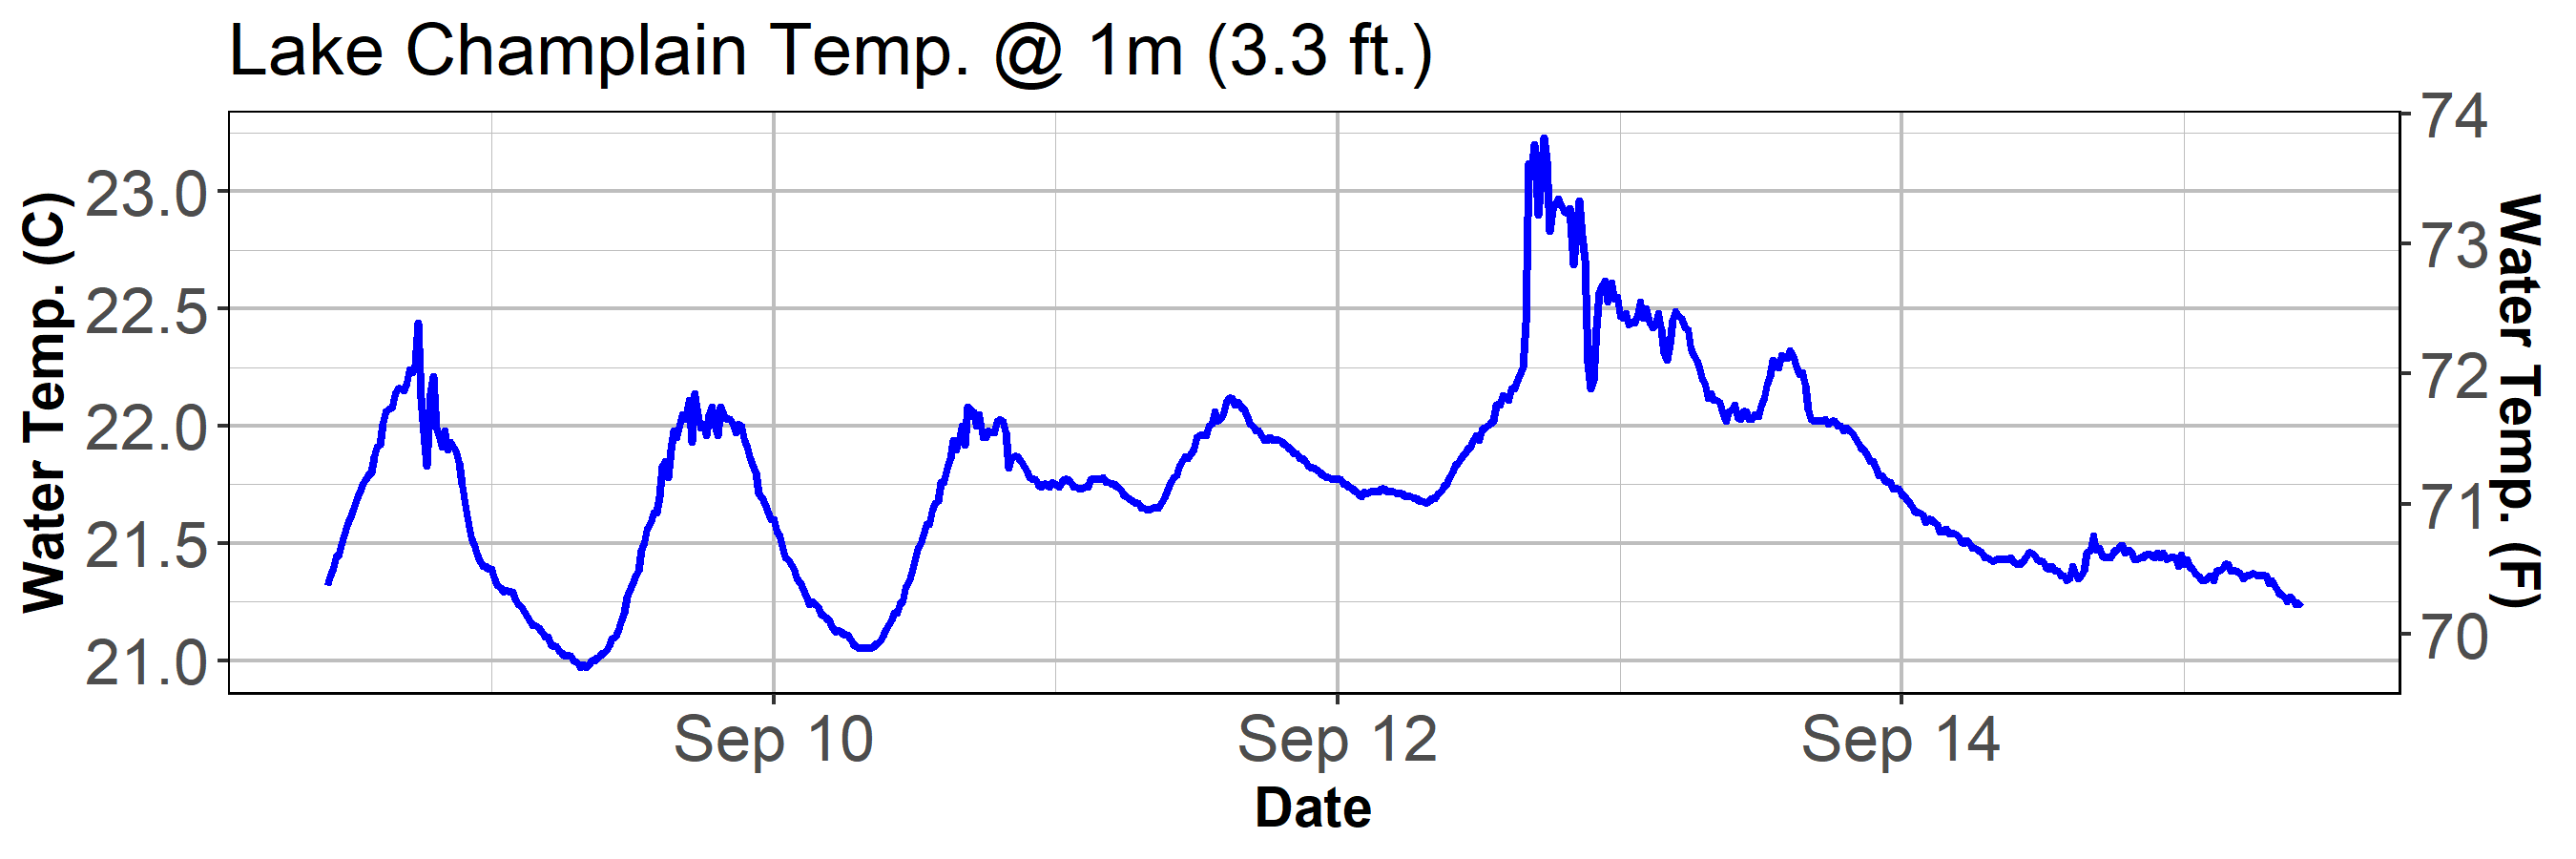 Lake Champlain Temp. @ 1m (3.3 ft.)
Water Temp. (C)
23.0
22.5
22.0
21.5
21.0
74
73
72
71
70
Water Temp. (F)
Sep 10
Sep 12
Sep 14
Date